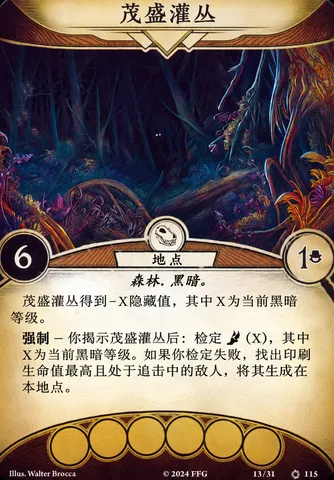 茂盛灌丛
6
1
地点
森林. 黑暗。
茂盛灌丛得到-X隐藏值，其中X为当前黑暗
等级。
强制 – 你揭示茂盛灌丛后：检定 (X)，其中
X为当前黑暗等级。如果你检定失败，找出印刷
生命值最高且处于追击中的敌人，将其生成在
本地点。
Illus. Walter Brocca © 2024 FFG 13/31 115